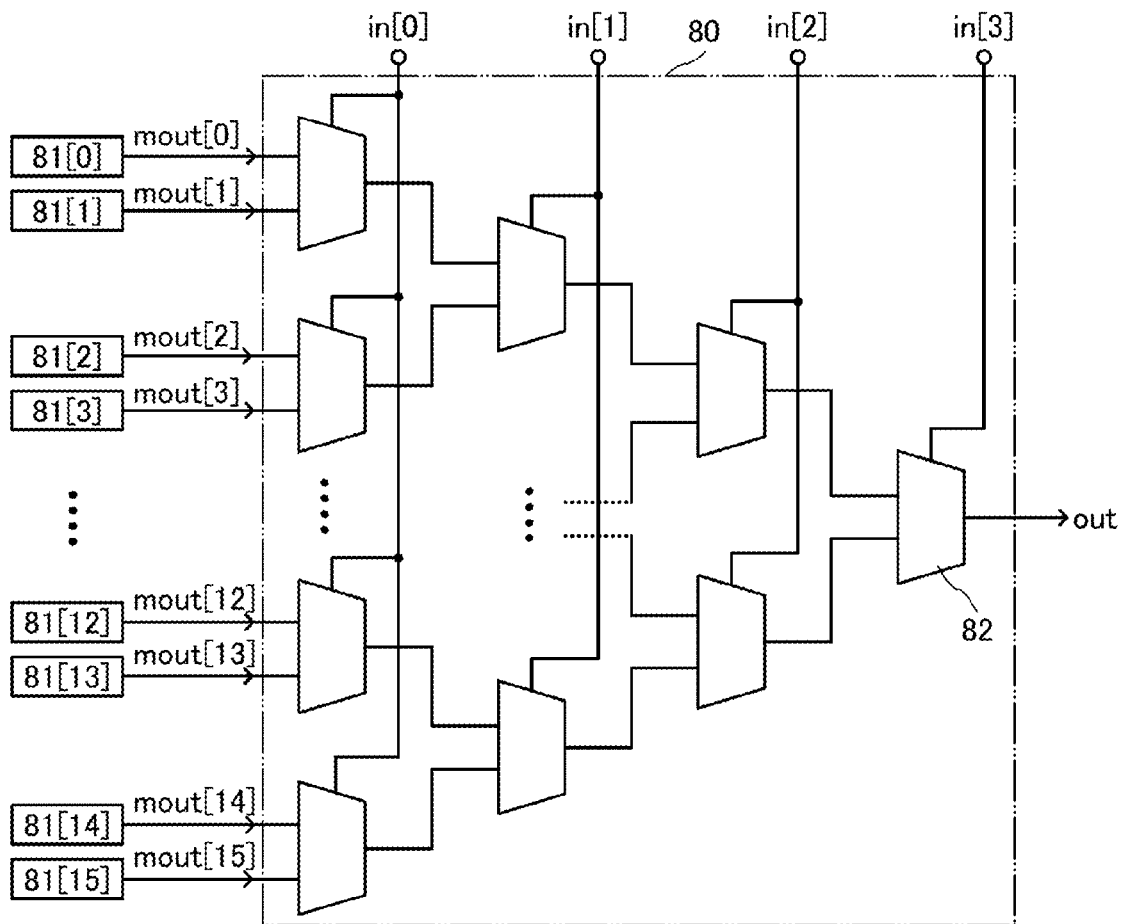 in[0]
in[1]
80
in[2]
in[3]
81[0]
mout[0]
81[1]
mout[1]
81[2]
mout[2]
81[3]
mout[3]
out
81[12]
mout[12]
81[13]
mout[13]
82
81[14]
mout[14]
81[15]
mout[15]